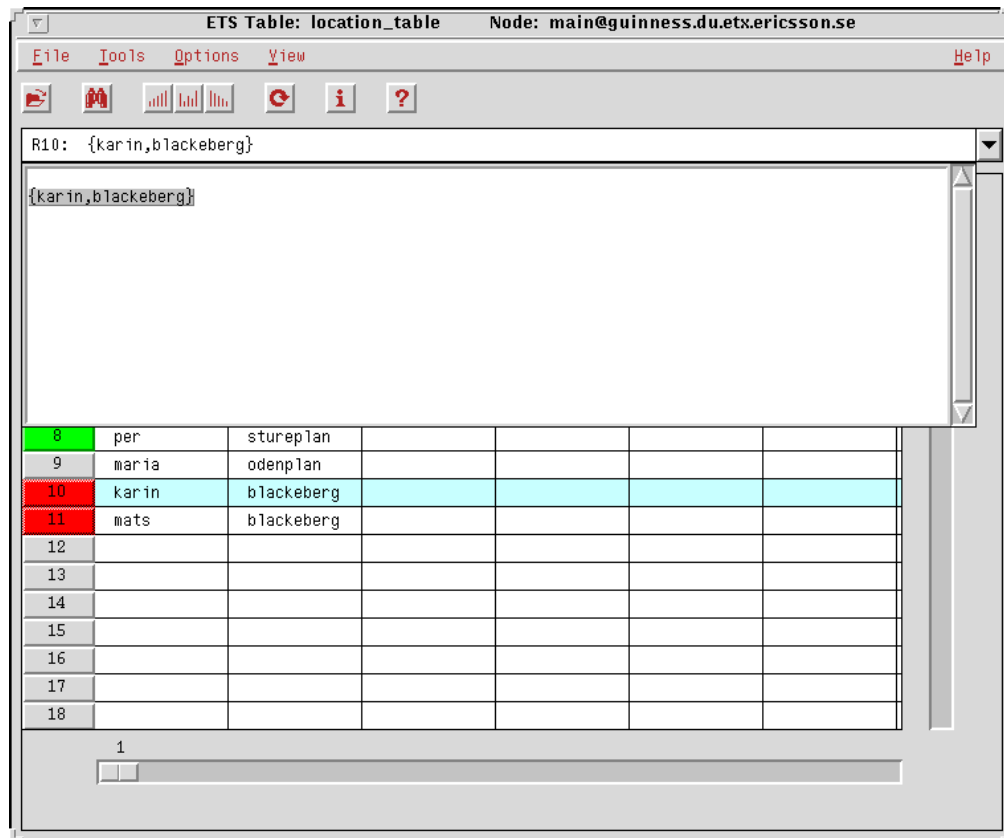 ETS Table: location_table Node: main@guinness.du.etx.ericsson.se
File Tools Options View Help
i ?
R10: {karin,blackeberg}
{karin,blackeberg}
8 per stureplan
9 maria odenplan
10 karin blackeberg
11 mats blackeberg
12
13
14
15
16
17
18
1